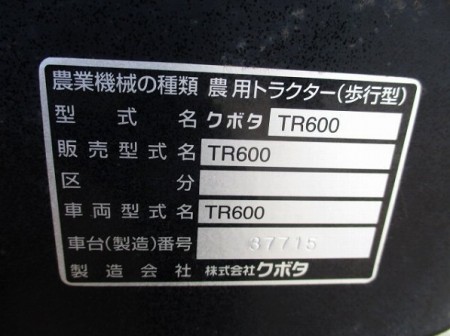 農業機械の種類 農用トラクター(歩行型)
型式名 クボタ TR600
販売型式名 TR600
区分
車両型式名 TR600
車台(製造)番号 37715
製造会社 株式会社クボタ